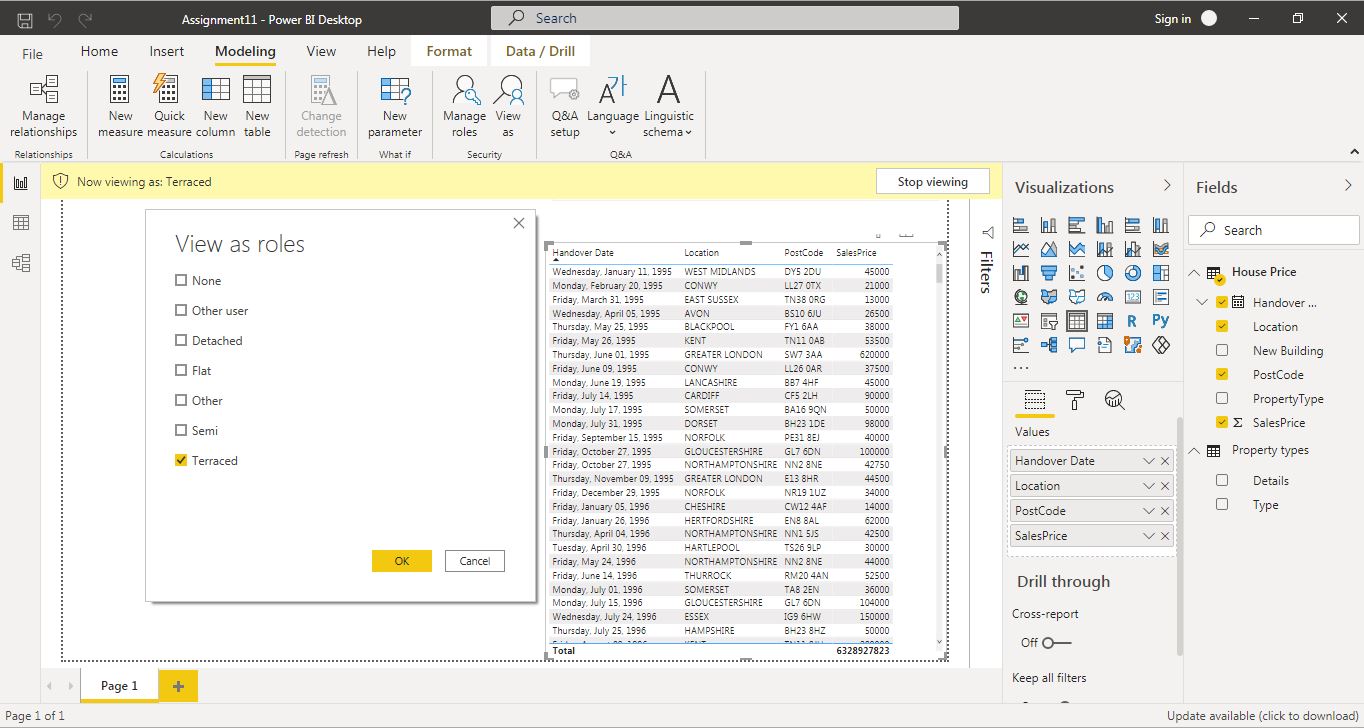 Assignment11 - Power BI Desktop
Search
Sign in
File Home Insert Modeling View Help Format Data / Drill
Manage relationships
New measure
Quick measure
New column
New table
Change detection
New parameter
Manage roles
View as
Q&A setup
Language
Linguistic schema
Relationships
Calculations
Page refresh
What if
Security
Q&A
Now viewing as: Terraced
Stop viewing
View as roles
None
Other user
Detached
Flat
Other
Semi
Terraced
OK
Cancel
Handover Date Location PostCode SalesPrice
Wednesday, January 11, 1995 WEST MIDLANDS DY5 2DU 45000
Monday, February 20, 1995 CONWY LL27 0TX 21000
Friday, March 31, 1995 EAST SUSSEX TN38 0RG 13000
Wednesday, April 05, 1995 AVON BS10 6JU 26500
Thursday, May 25, 1995 BLACKPOOL FY1 6AA 38000
Friday, May 26, 1995 KENT TN11 0AB 53500
Thursday, June 01, 1995 GREATER LONDON SW7 3AA 620000
Friday, June 09, 1995 CONWY LL26 0AR 37500
Monday, June 19, 1995 LANCASHIRE BB7 4HF 45000
Friday, July 14, 1995 CARDIFF CF5 2LH 90000
Monday, July 17, 1995 SOMERSET BA16 9QN 50000
Monday, July 31, 1995 DORSET BH23 1DE 98000
Friday, September 15, 1995 NORFOLK PE31 8EJ 40000
Friday, October 27, 1995 GLOUCESTERSHIRE GL7 6DN 100000
Friday, October 27, 1995 NORTHAMPTONSHIRE NN2 8NE 42750
Thursday, November 09, 1995 GREATER LONDON E13 8HR 44500
Friday, December 29, 1995 NORFOLK NR19 1UZ 34000
Friday, January 05, 1996 CHESHIRE CW12 4AF 14000
Friday, January 26, 1996 HERTFORDSHIRE EN8 8AL 62000
Thursday, April 04, 1996 NORTHAMPTONSHIRE NN1 5JS 42500
Tuesday, April 30, 1996 HARTLEPOOL TS26 9LP 30000
Friday, May 24, 1996 NORTHAMPTONSHIRE NN2 8NE 44000
Friday, June 14, 1996 THURROCK RM20 4AN 52500
Monday, July 01, 1996 SOMERSET TA8 2EN 36000
Monday, July 15, 1996 GLOUCESTERSHIRE GL7 6DN 104000
Wednesday, July 24, 1996 ESSEX IG9 6HW 150000
Thursday, July 25, 1996 HAMPSHIRE BH23 8HZ 50000
Total 6328927823
Filters
Visualizations
123
R
Py
...
Values
Handover Date
Location
PostCode
SalesPrice
Drill through
Cross-report
Off
Keep all filters
Fields
Search
House Price
Handover ...
Location
New Building
PostCode
PropertyType
Σ SalesPrice
Property types
Details
Type
Page 1
+
Page 1 of 1
Update available (click to download)